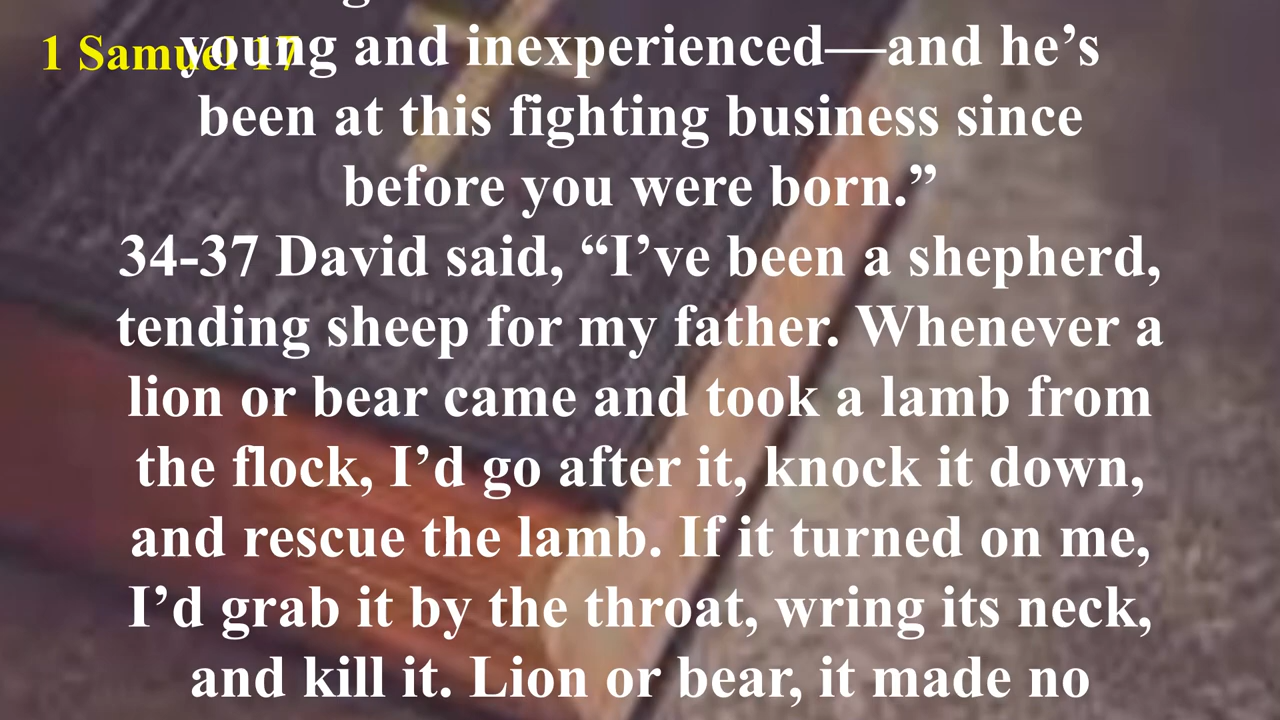 1 Samuel 17
young and inexperienced—and he’s
been at this fighting business since
before you were born.”
34-37 David said, “I’ve been a shepherd,
tending sheep for my father. Whenever a
lion or bear came and took a lamb from
the flock, I’d go after it, knock it down,
and rescue the lamb. If it turned on me,
I’d grab it by the throat, wring its neck,
and kill it. Lion or bear, it made no